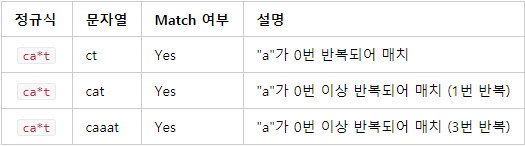 정규식 문자열 Match 여부 설명
ca*t ct Yes "a"가 0번 반복되어 매치
ca*t cat Yes "a"가 0번 이상 반복되어 매치 (1번 반복)
ca*t caaat Yes "a"가 0번 이상 반복되어 매치 (3번 반복)